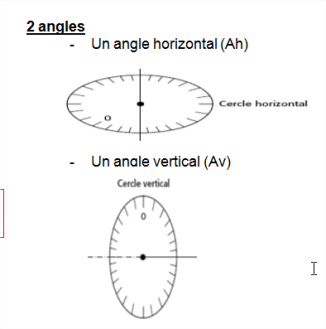 2 angles
- Un angle horizontal (Ah)
Cercle horizontal
0
- Un angle vertical (Av)
Cercle vertical
0